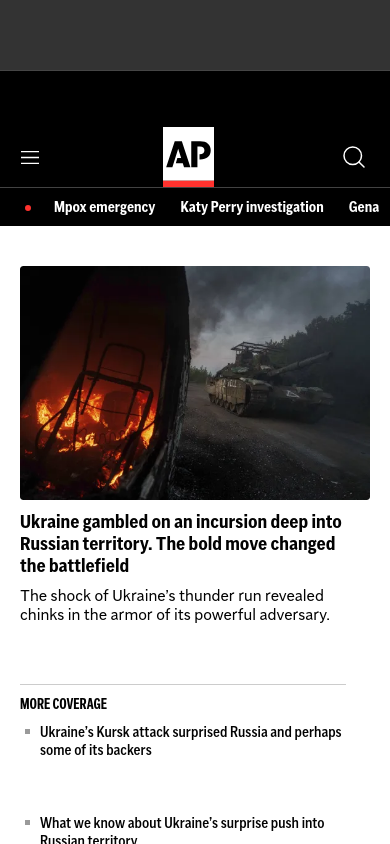 AP
Mpox emergency Katy Perry investigation Gena
Ukraine gambled on an incursion deep into
Russian territory. The bold move changed
the battlefield
The shock of Ukraine’s thunder run revealed
chinks in the armor of its powerful adversary.
MORE COVERAGE
Ukraine’s Kursk attack surprised Russia and perhaps
some of its backers
What we know about Ukraine’s surprise push into
Russian territory